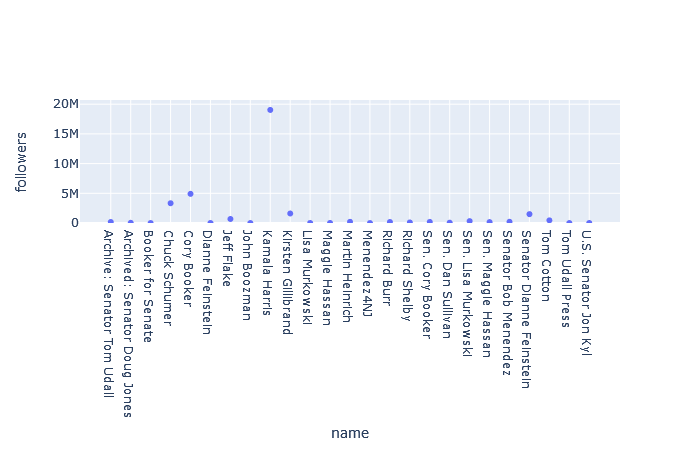 20M
15M
10M
5M
0
followers
Archive: Senator Tom Udall
Archived: Senator Doug Jones
Booker for Senate
Chuck Schumer
Cory Booker
Dianne Feinstein
Jeff Flake
John Boozman
Kamala Harris
Kirsten Gillibrand
Lisa Murkowski
Maggie Hassan
Martin Heinrich
Menendez4NJ
Richard Burr
Richard Shelby
Sen. Cory Booker
Sen. Dan Sullivan
Sen. Lisa Murkowski
Sen. Maggie Hassan
Senator Bob Menendez
Senator Dianne Feinstein
Tom Cotton
Tom Udall Press
U.S. Senator Jon Kyl
name